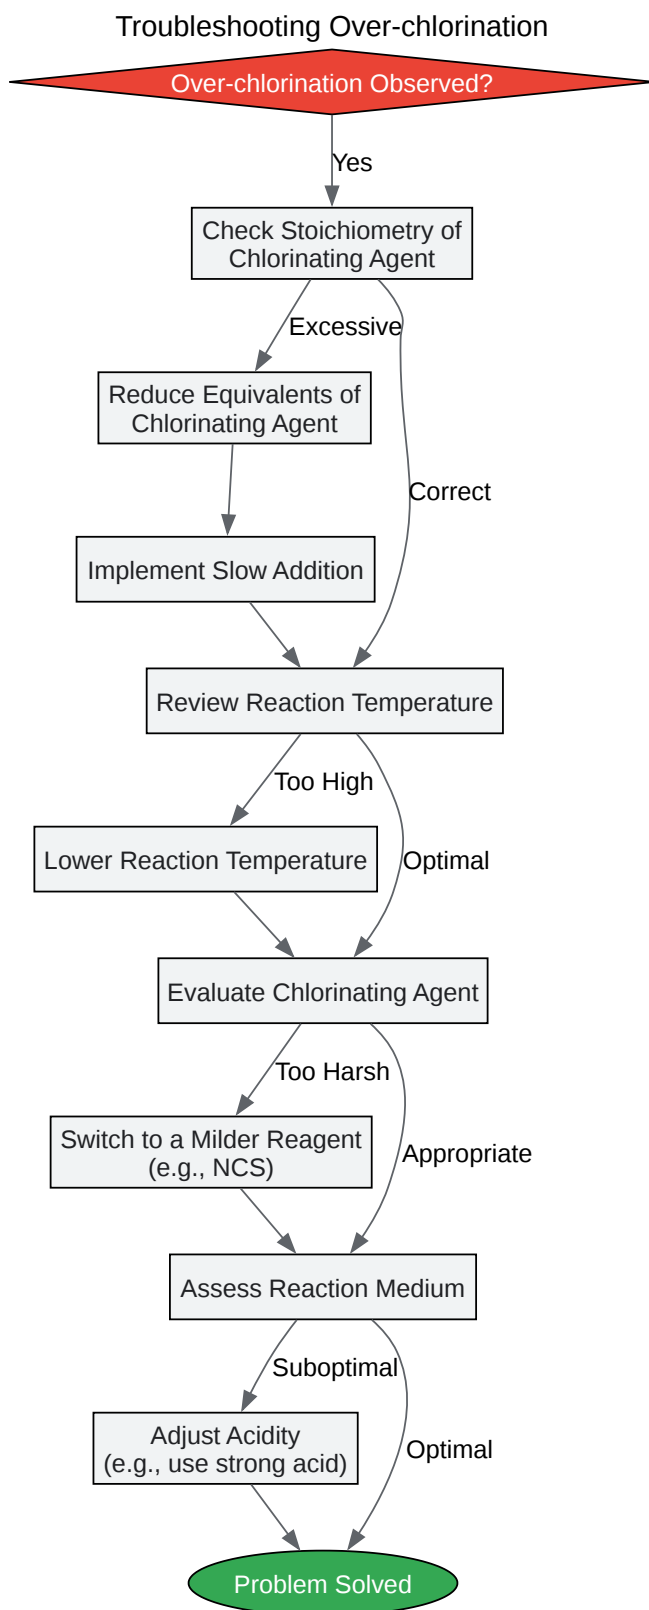 Troubleshooting Over-chlorination
Over-chlorination Observed?
Yes
Check Stoichiometry of
Chlorinating Agent
Excessive
Reduce Equivalents of
Chlorinating Agent
Correct
Implement Slow Addition
Review Reaction Temperature
Too High
Lower Reaction Temperature
Optimal
Evaluate Chlorinating Agent
Too Harsh
Switch to a Milder Reagent
(e.g., NCS)
Appropriate
Assess Reaction Medium
Suboptimal
Adjust Acidity
(e.g., use strong acid)
Optimal
Problem Solved